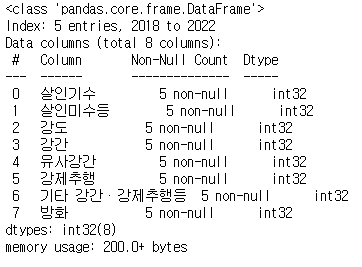 <class 'pandas.core.frame.DataFrame'>
Index: 5 entries, 2018 to 2022
Data columns (total 8 columns):
 #   Column        Non-Null Count  Dtype
---  ------        --------------  -----
 0   살인기수          5 non-null      int32
 1   살인미수등         5 non-null      int32
 2   강도            5 non-null      int32
 3   강간            5 non-null      int32
 4   유사강간          5 non-null      int32
 5   강제추행          5 non-null      int32
 6   기타 강간·강제추행등  5 non-null      int32
 7   방화            5 non-null      int32
dtypes: int32(8)
memory usage: 200.0+ bytes